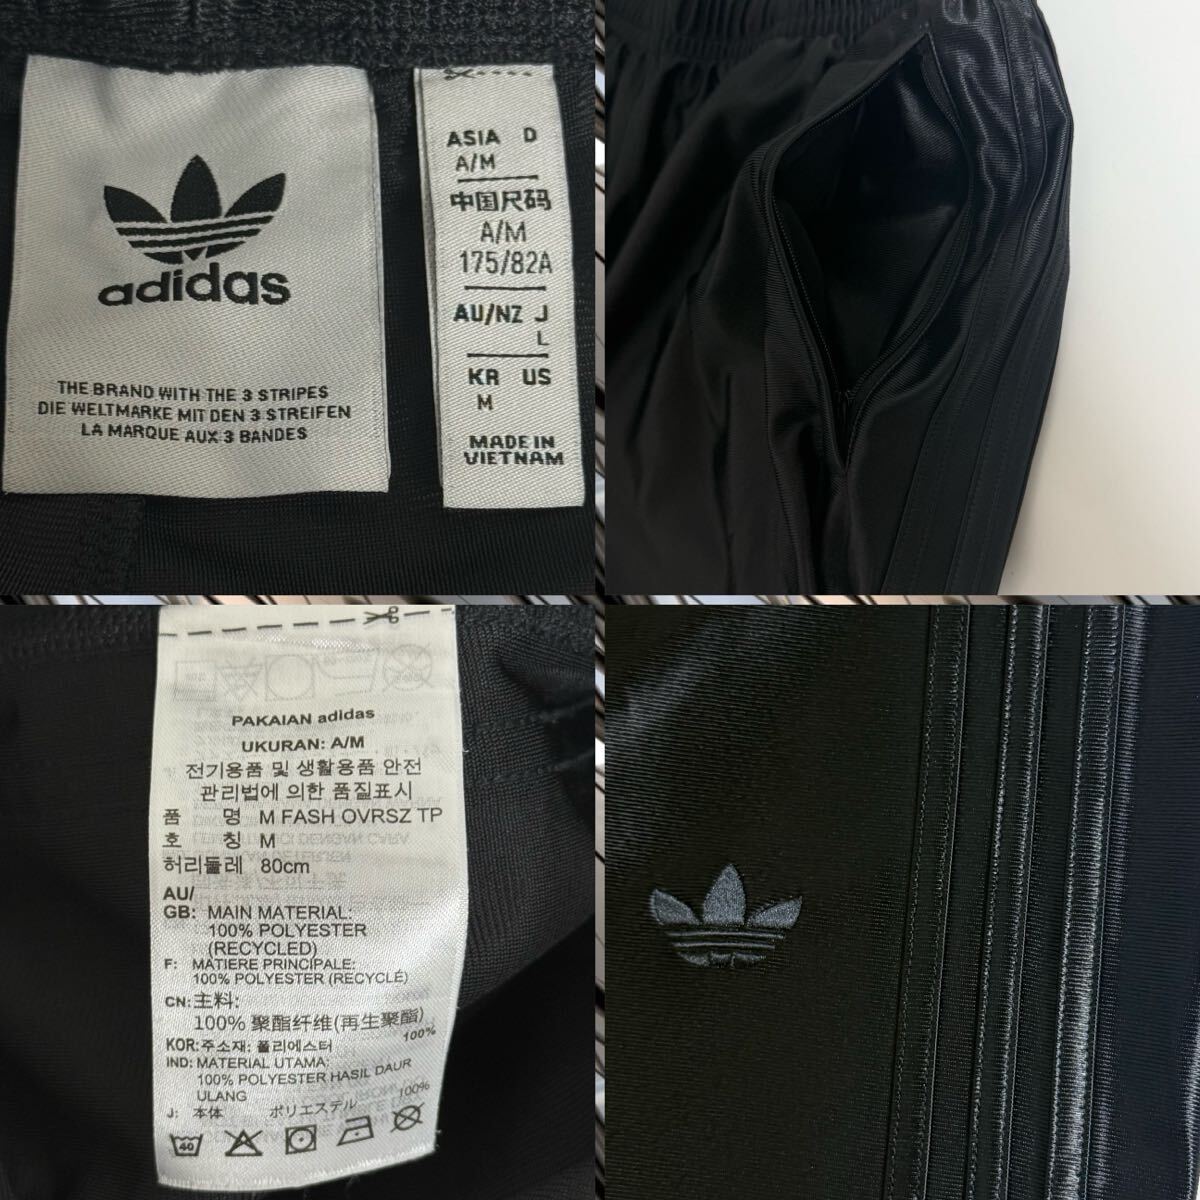 adidas
THE BRAND WITH THE 3 STRIPES
DIE WELTMARKE MIT DEN 3 STREIFEN
LA MARQUE AUX 3 BANDES
ASIA D
A/M
中国尺码
A/M
175/82A
AU/NZ J
L
KR US
M
MADE IN
VIETNAM
PAKAIAN adidas
UKURAN: A/M
전기용품 및 생활용품 안전
관리법에 의한 품질표시
품 명 M FASH OVRSZ TP
호 칭 M
허리둘레 80cm
AU/
GB: MAIN MATERIAL:
100% POLYESTER
(RECYCLED)
F: MATIERE PRINCIPALE:
100% POLYESTER (RECYCLÉ)
CN: 主料:
100% 聚酯纤维(再生聚酯)
KOR: 주소재: 폴리에스터 100%
IND: MATERIAL UTAMA:
100% POLYESTER HASIL DAUR
ULANG
J: 本体 ポリエステル 100%
40